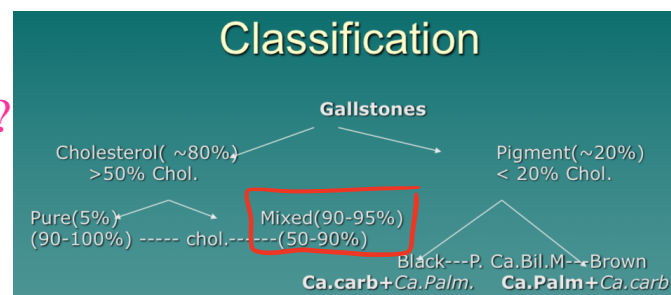 Classification
?
Gallstones
Cholesterol( ~80%) Pigment(~20%)
>50% Chol. < 20% Chol.
Pure(5%) Mixed(90-95%)
(90-100%) ----- chol.------(50-90%)
Black---P. Ca.Bil.M---Brown
Ca.carb+Ca.Palm. Ca.Palm+Ca.carb